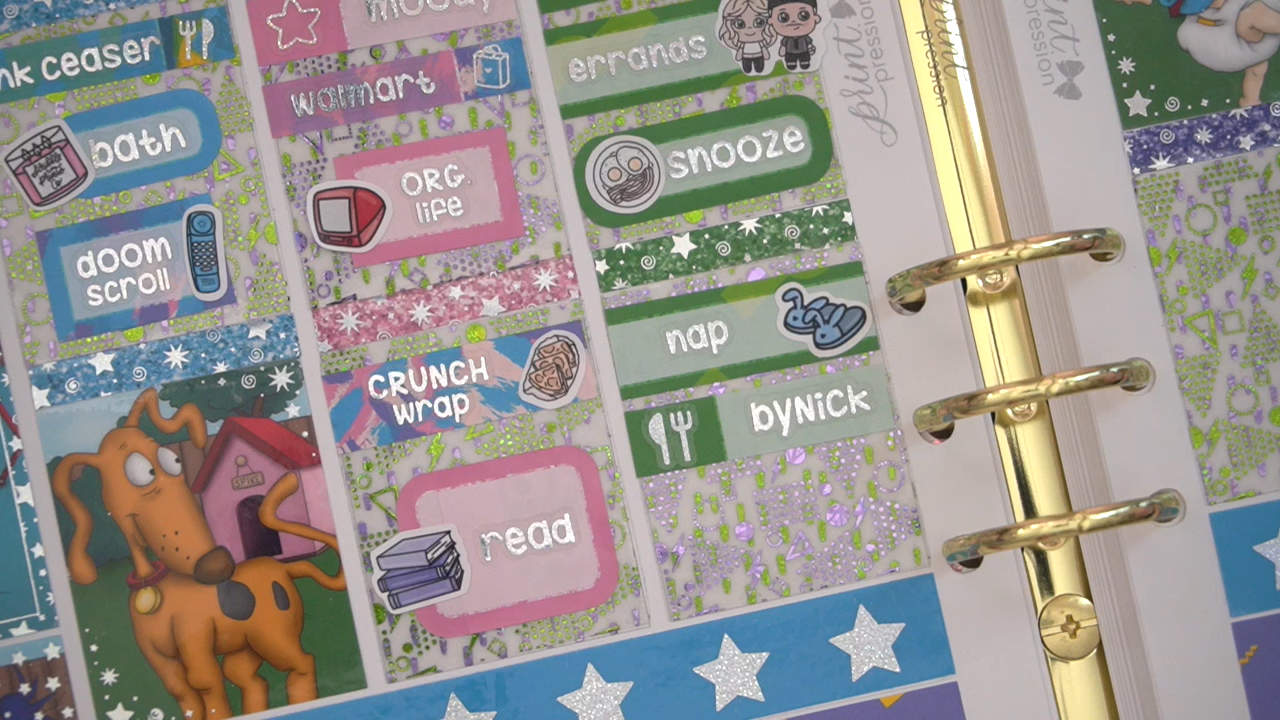 nk ceaser
bath
doom
scroll
SPIKE
moody
walmart
ORG.
life
CRUNCH
wrap
read
errands
snooze
nap
byNick
print
pression
pression